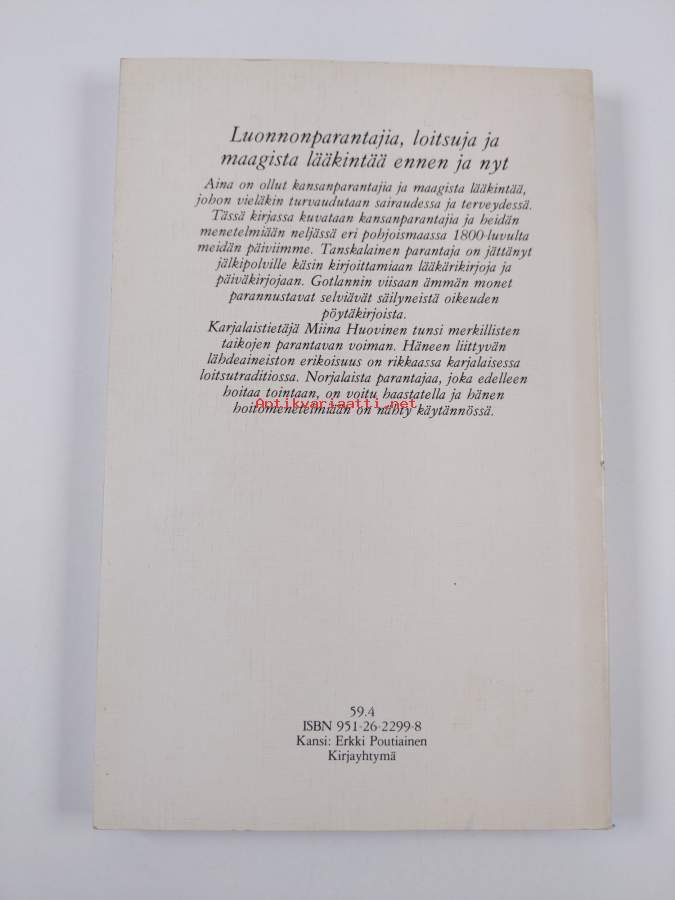 Luonnonparantajia, loitsuja ja
maagista lääkintää ennen ja nyt
Aina on ollut kansanparantajia ja maagista lääkintää,
johon vieläkin turvaudutaan sairaudessa ja terveydessä.
Tässä kirjassa kuvataan kansanparantajia ja heidän
menetelmiään neljässä eri pohjoismaassa 1800-luvulta
meidän päiviimme. Tanskalainen parantaja on jättänyt
jälkipolville käsin kirjoittamiaan lääkärikirjoja ja
päiväkirjojaan. Gotlannin viisaan ämmän monet
parannustavat selviävät säilyneistä oikeuden
pöytäkirjoista.
Karjalaistietäjä Miina Huovinen tunsi merkillisten
taikojen parantavan voiman. Häneen liittyvän
lähdeaineiston erikoisuus on rikkaassa karjalaisessa
loitsutraditiossa. Norjalaista parantajaa, joka edelleen
hoitaa tointaan, on voitu haastatella ja hänen
hoitomenetelmiään on nähty käytännössä.
Antikvariaatti.net
59.4
ISBN 951-26-2299-8
Kansi: Erkki Poutiainen
Kirjayhtymä